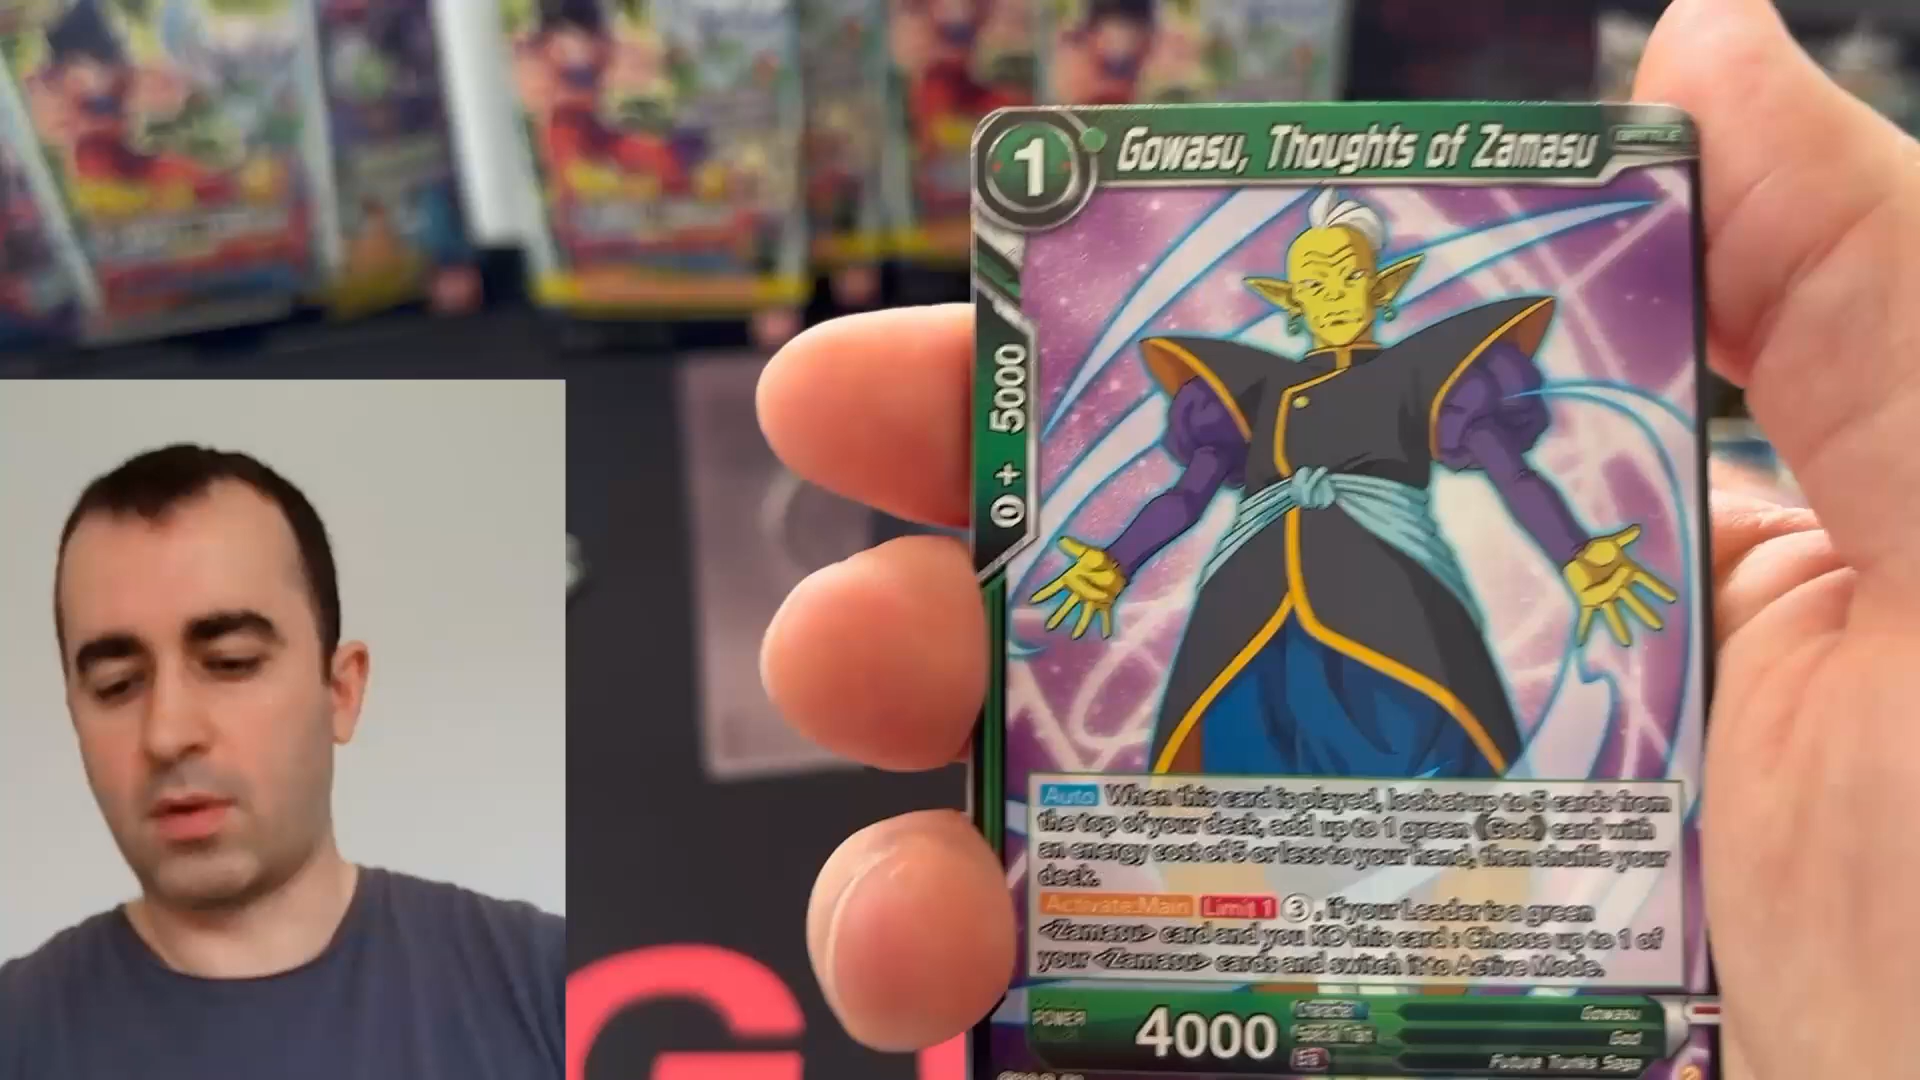 1
Gowasu, Thoughts of Zamasu
BATTLE
0 + 5000
Auto When this card is played, look at up to 5 cards from
the top of your deck, add up to 1 green 《God》 card with
an energy cost of 5 or less to your hand, then shuffle your
deck.
Activate:Main Limit 1 3, if your Leader is a green
<Zamasu> card and you KO this card : Choose up to 1 of
your <Zamasu> cards and switch it to Active Mode.
POWER
4000
Character Gowasu
Special Trait God
Era Future Trunks Saga